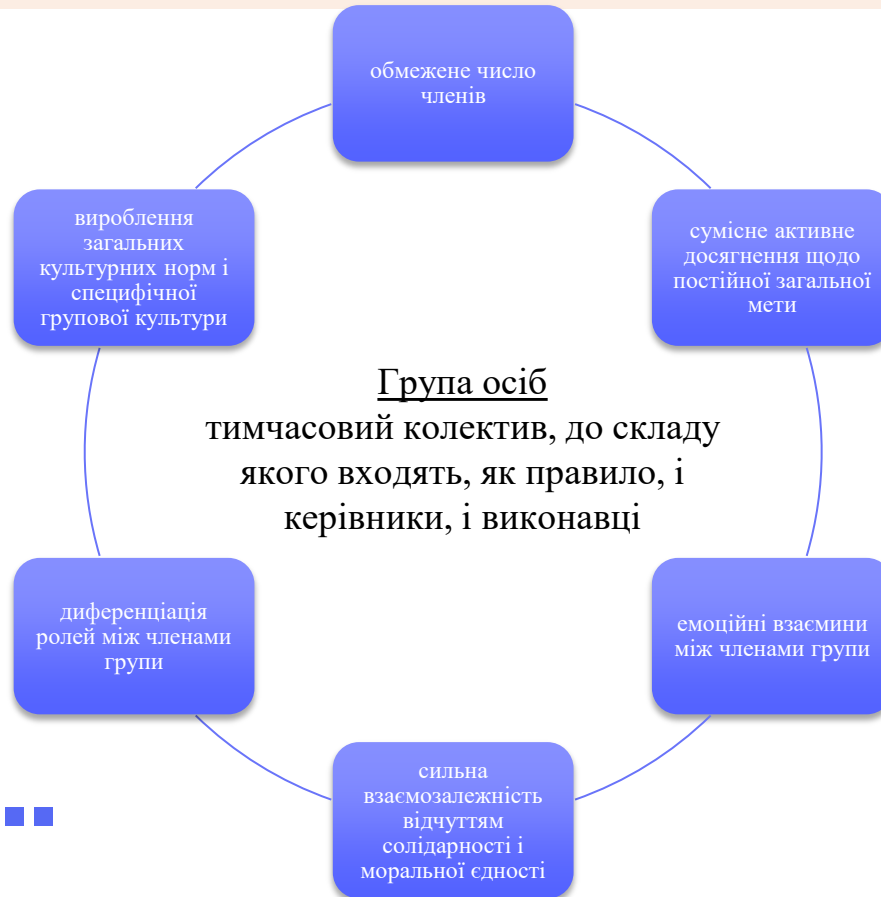 обмежене число
членів
сумісне активне
досягнення щодо
постійної загальної
мети
емоційні взаємини
між членами групи
сильна
взаємозалежність
відчуттям
солідарності і
моральної єдності
диференціація
ролей між членами
групи
вироблення
загальних
культурних норм і
специфічної
групової культури
Група осіб
тимчасовий колектив, до складу
якого входять, як правило, і
керівники, і виконавці